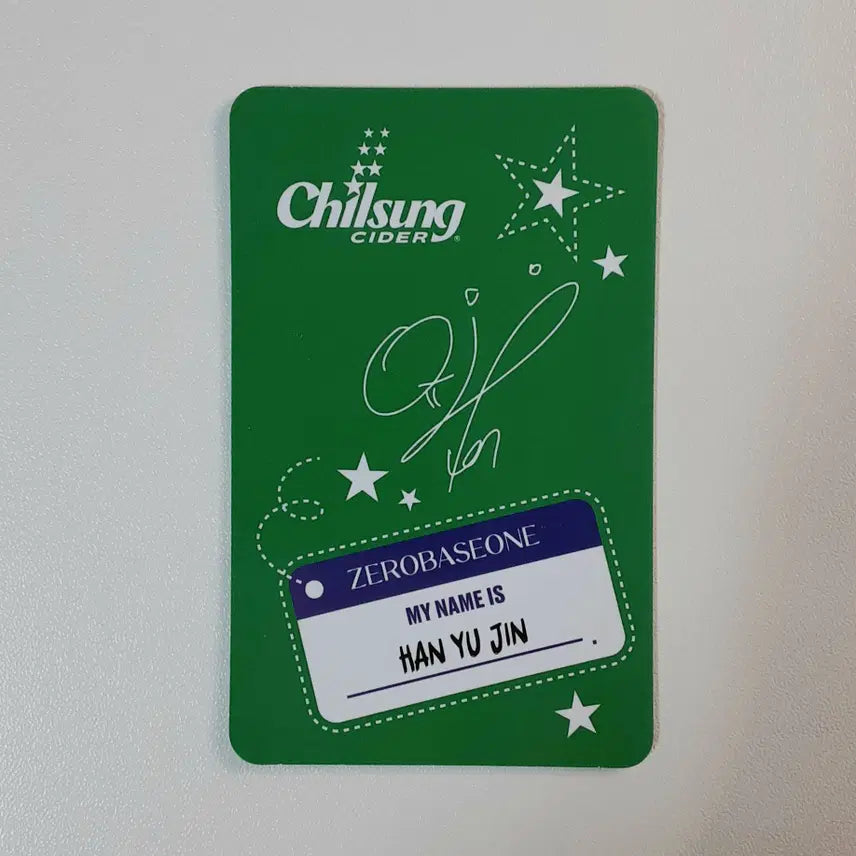 Chilsung
CIDER®
ZEROBASEONE
MY NAME IS
HAN YU JIN.